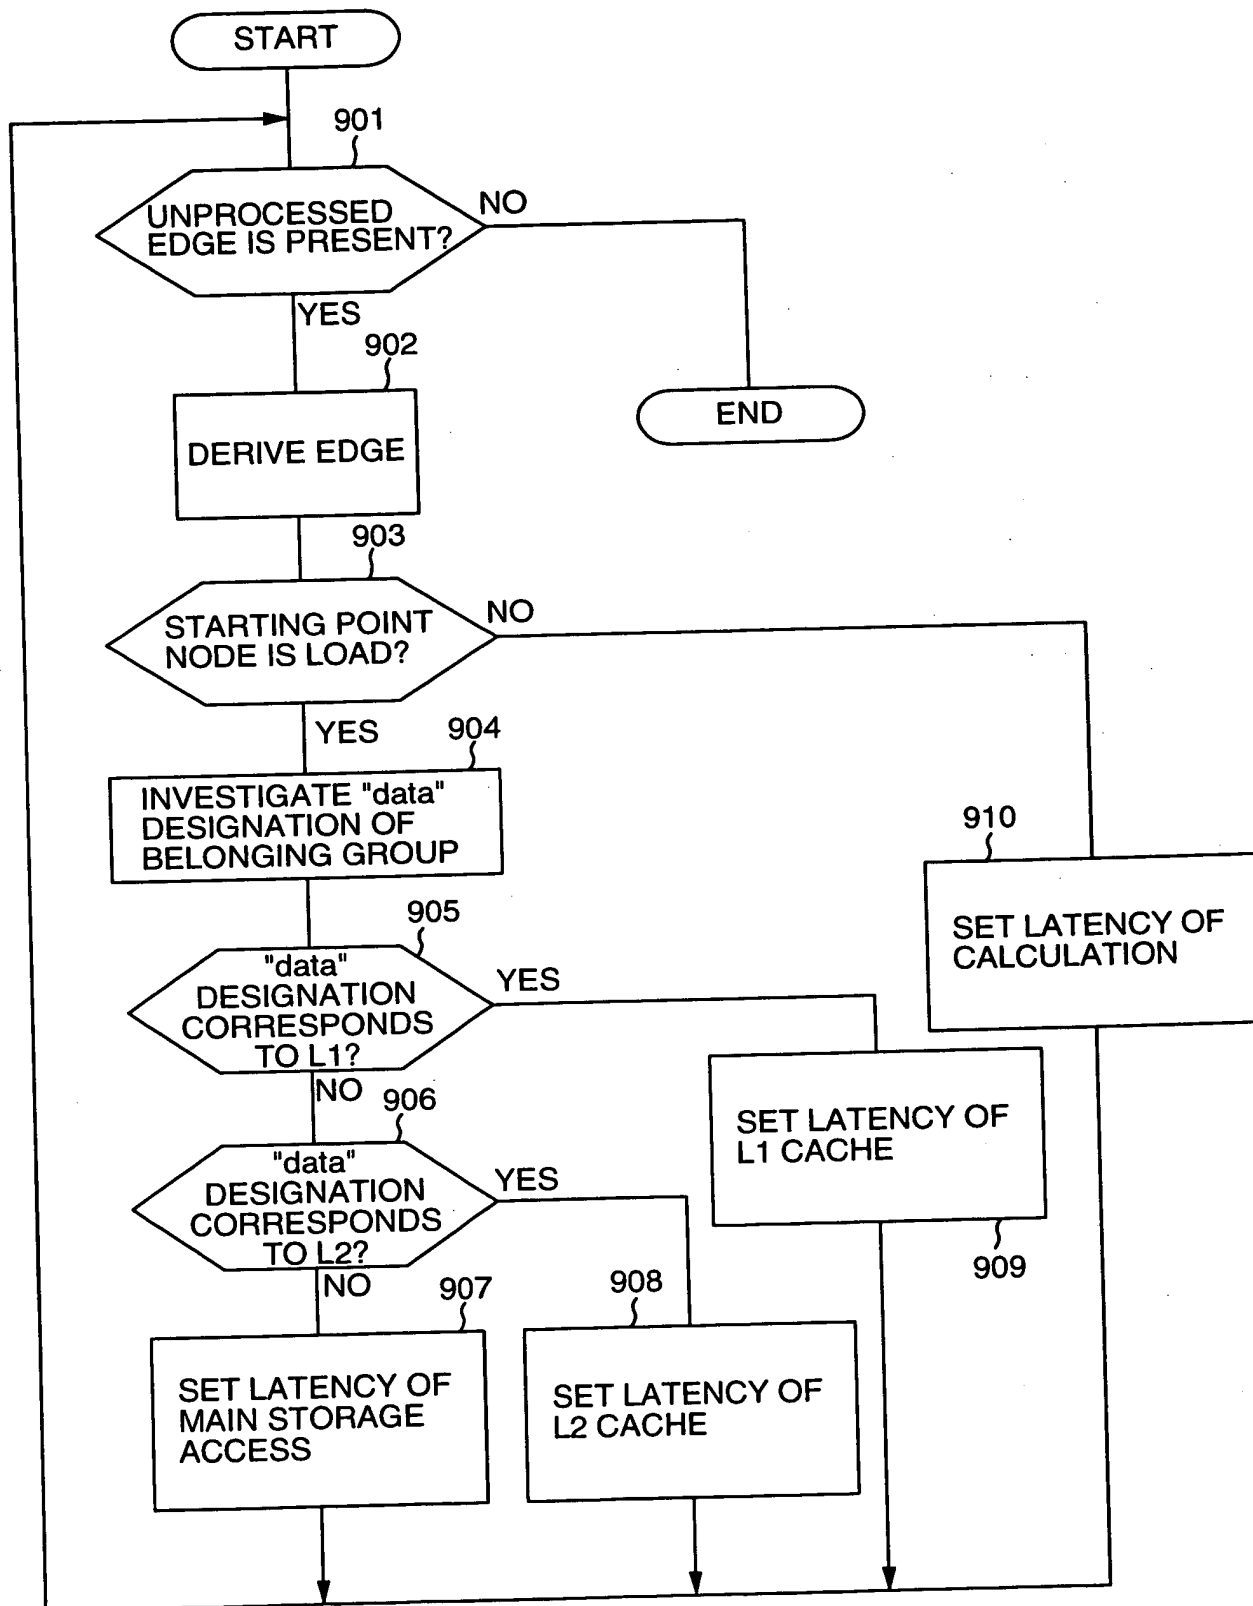 START
901
UNPROCESSED
EDGE IS PRESENT?
NO
YES
902
END
DERIVE EDGE
903
STARTING POINT
NODE IS LOAD?
NO
YES
904
INVESTIGATE "data"
DESIGNATION OF
BELONGING GROUP
910
SET LATENCY OF
CALCULATION
905
"data"
DESIGNATION
CORRESPONDS
TO L1?
YES
NO
SET LATENCY OF
L1 CACHE
909
906
"data"
DESIGNATION
CORRESPONDS
TO L2?
YES
NO
907
908
SET LATENCY OF
MAIN STORAGE
ACCESS
SET LATENCY OF
L2 CACHE